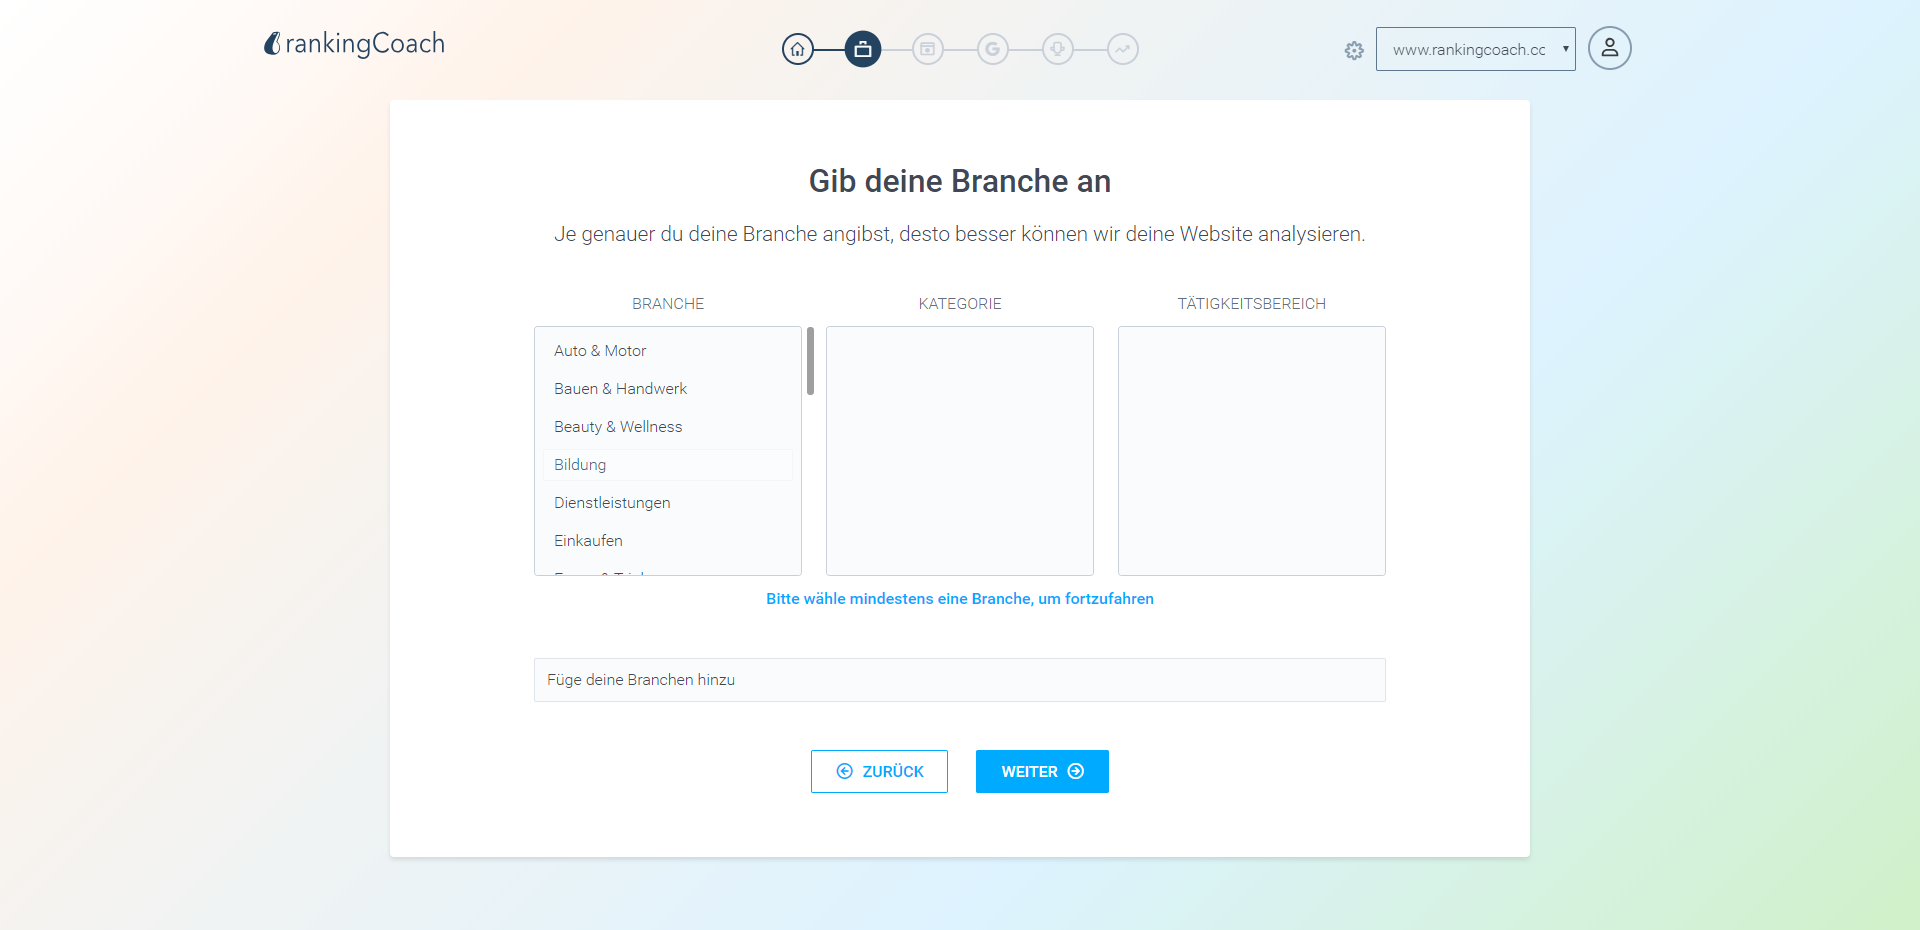 rankingCoach
www.rankingcoach.cc
Gib deine Branche an
Je genauer du deine Branche angibst, desto besser können wir deine Website analysieren.
BRANCHE
KATEGORIE
TÄTIGKEITSBEREICH
Auto & Motor
Bauen & Handwerk
Beauty & Wellness
Bildung
Dienstleistungen
Einkaufen
Bitte wähle mindestens eine Branche, um fortzufahren
Füge deine Branchen hinzu
ZURÜCK
WEITER